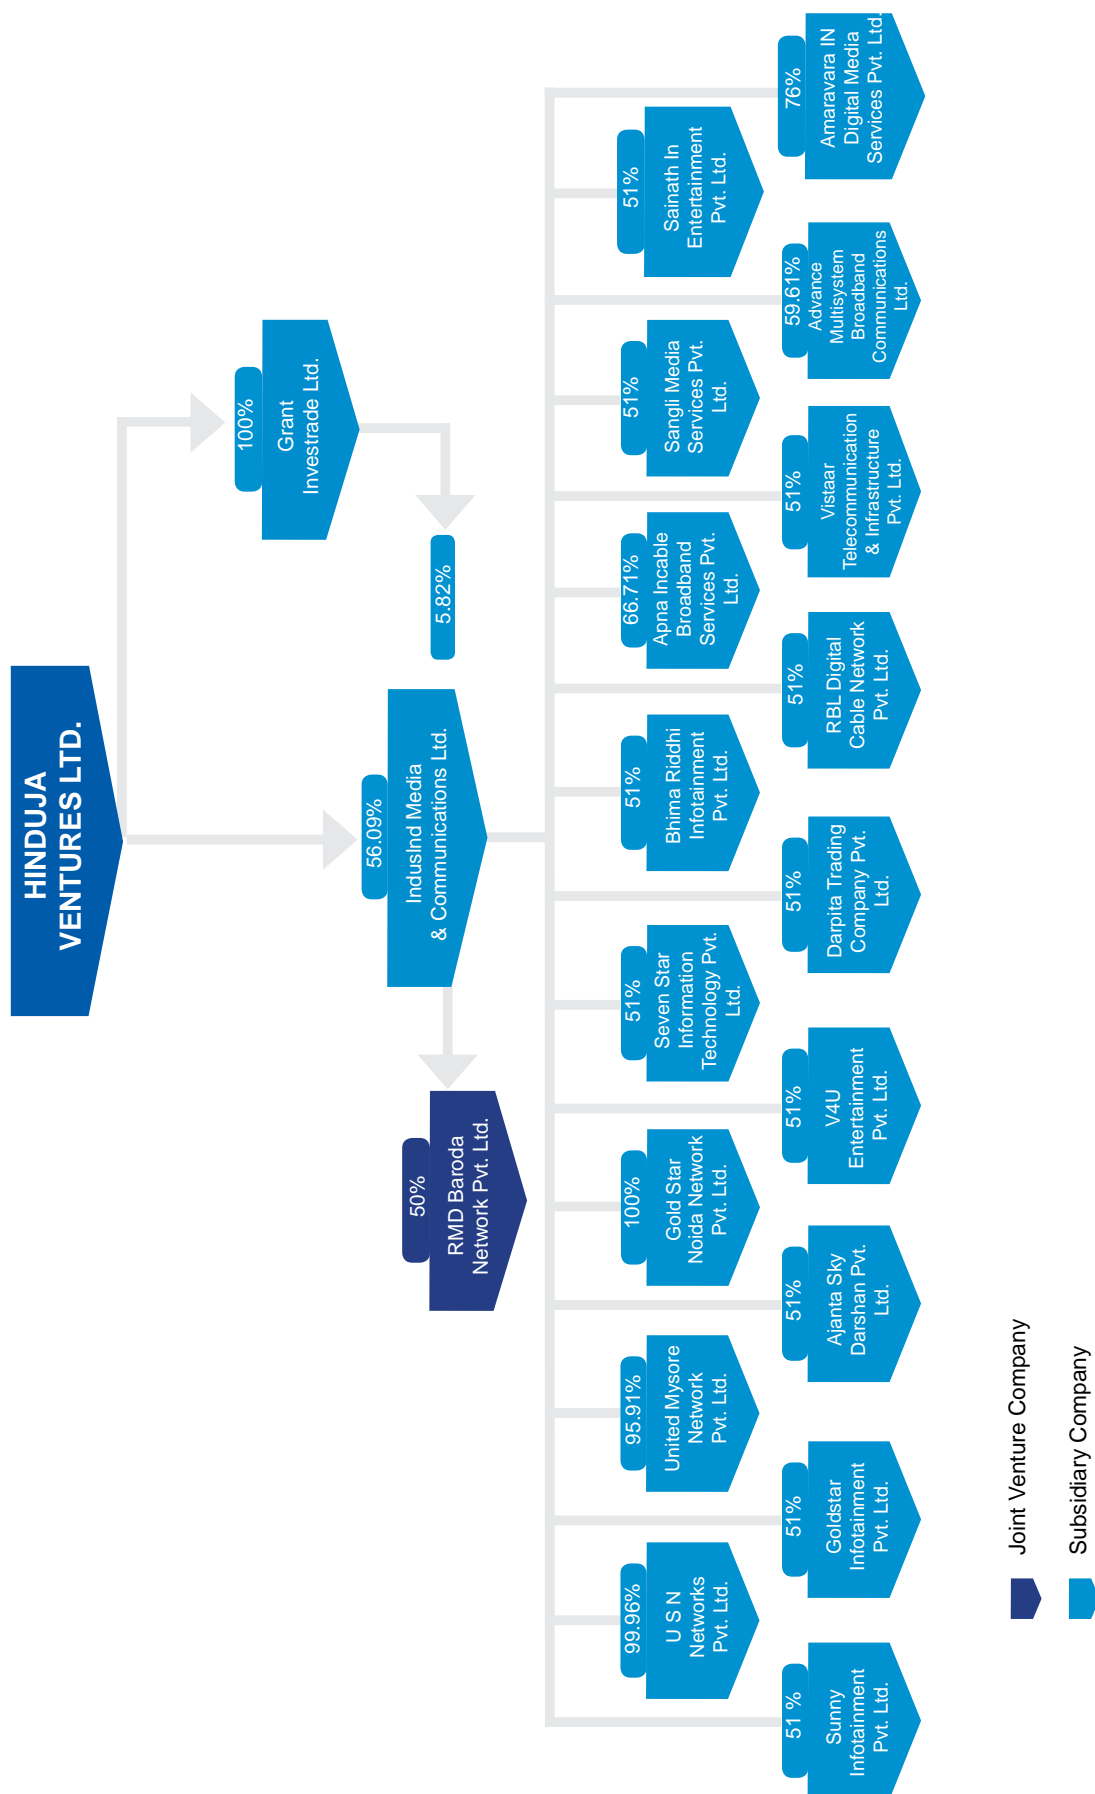 HINDUJA
VENTURES LTD.
100%
Grant
Investrade Ltd.
5.82%
56.09%
IndusInd Media
& Communications Ltd.
50%
RMD Baroda
Network Pvt. Ltd.
99.96%
U S N
Networks
Pvt. Ltd.
95.91%
United Mysore
Network
Pvt. Ltd.
100%
Gold Star
Noida Network
Pvt. Ltd.
51%
Seven Star
Information
Technology Pvt.
Ltd.
51%
Bhima Riddhi
Infotainment
Pvt. Ltd.
66.71%
Apna Incable
Broadband
Services Pvt.
Ltd.
51%
Sangli Media
Services Pvt.
Ltd.
51%
Sainath In
Entertainment
Pvt. Ltd.
51 %
Sunny
Infotainment
Pvt. Ltd.
51%
Goldstar
Infotainment
Pvt. Ltd.
51%
Ajanta Sky
Darshan Pvt.
Ltd.
51%
V4U
Entertainment
Pvt. Ltd.
51%
Darpita Trading
Company Pvt.
Ltd.
51%
RBL Digital
Cable Network
Pvt. Ltd.
51%
Vistaar
Telecommunication
& Infrastructure
Pvt. Ltd.
59.61%
Advance
Multisystem
Broadband
Communications
Ltd.
76%
Amaravara IN
Digital Media
Services Pvt. Ltd.
Joint Venture Company
Subsidiary Company